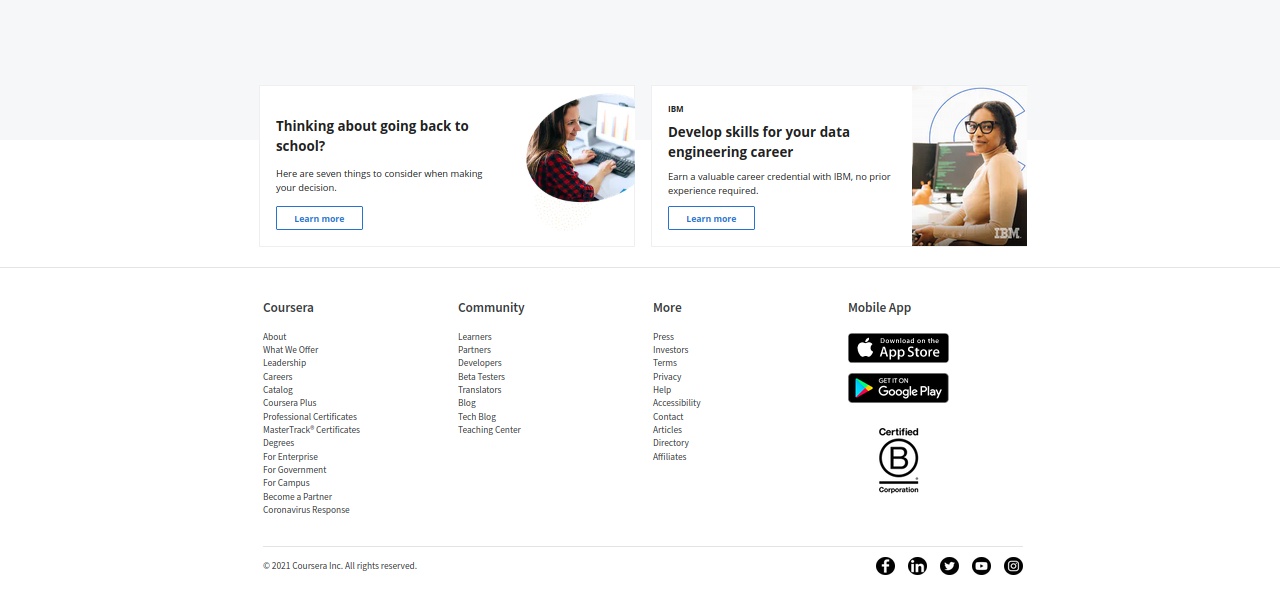 Thinking about going back to
school?
Here are seven things to consider when making
your decision.
Learn more
IBM
Develop skills for your data
engineering career
Earn a valuable career credential with IBM, no prior
experience required.
Learn more
IBM
Coursera
About
What We Offer
Leadership
Careers
Catalog
Coursera Plus
Professional Certificates
MasterTrack® Certificates
Degrees
For Enterprise
For Government
For Campus
Become a Partner
Coronavirus Response
Community
Learners
Partners
Developers
Beta Testers
Translators
Blog
Tech Blog
Teaching Center
More
Press
Investors
Terms
Privacy
Help
Accessibility
Contact
Articles
Directory
Affiliates
Mobile App
Download on the
App Store
GET IT ON
Google Play
Certified
B
Corporation
© 2021 Coursera Inc. All rights reserved.